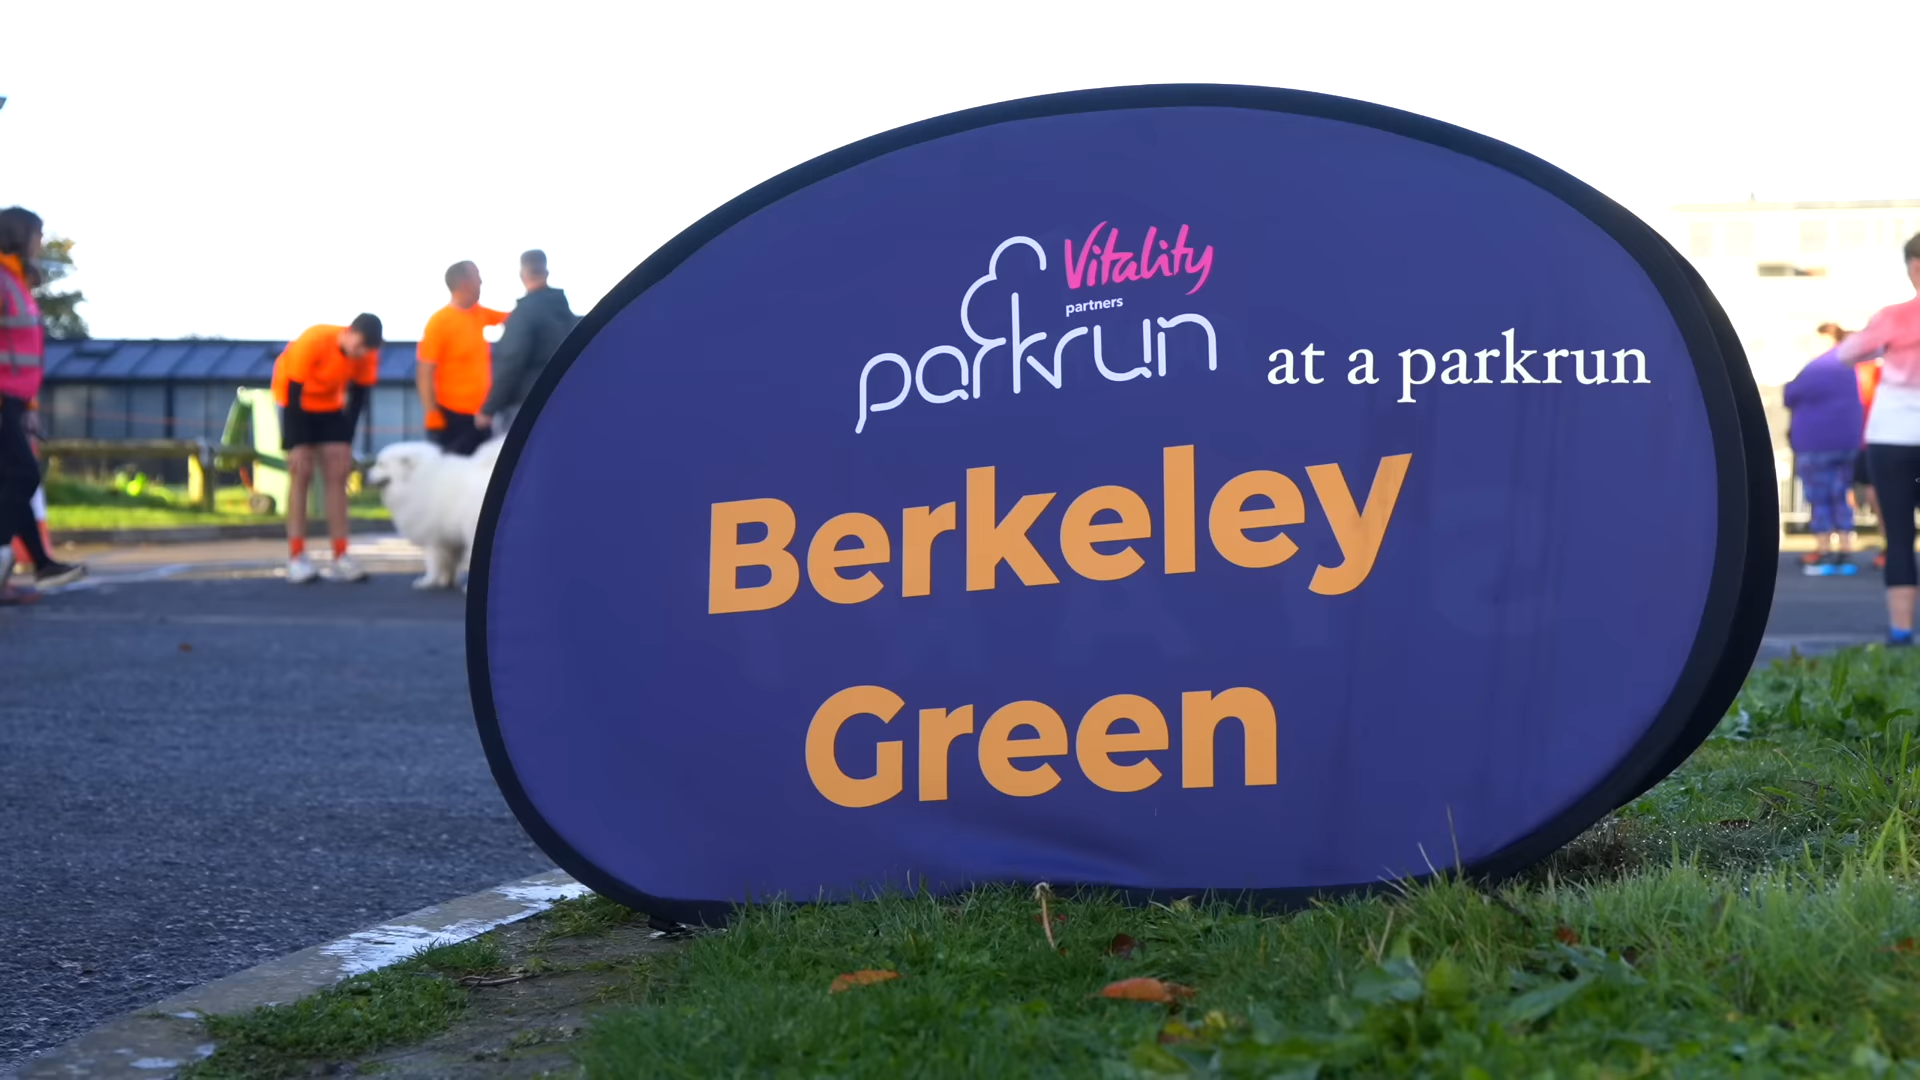 Vitality
partners
parkrun
at a parkrun
Berkeley
Green